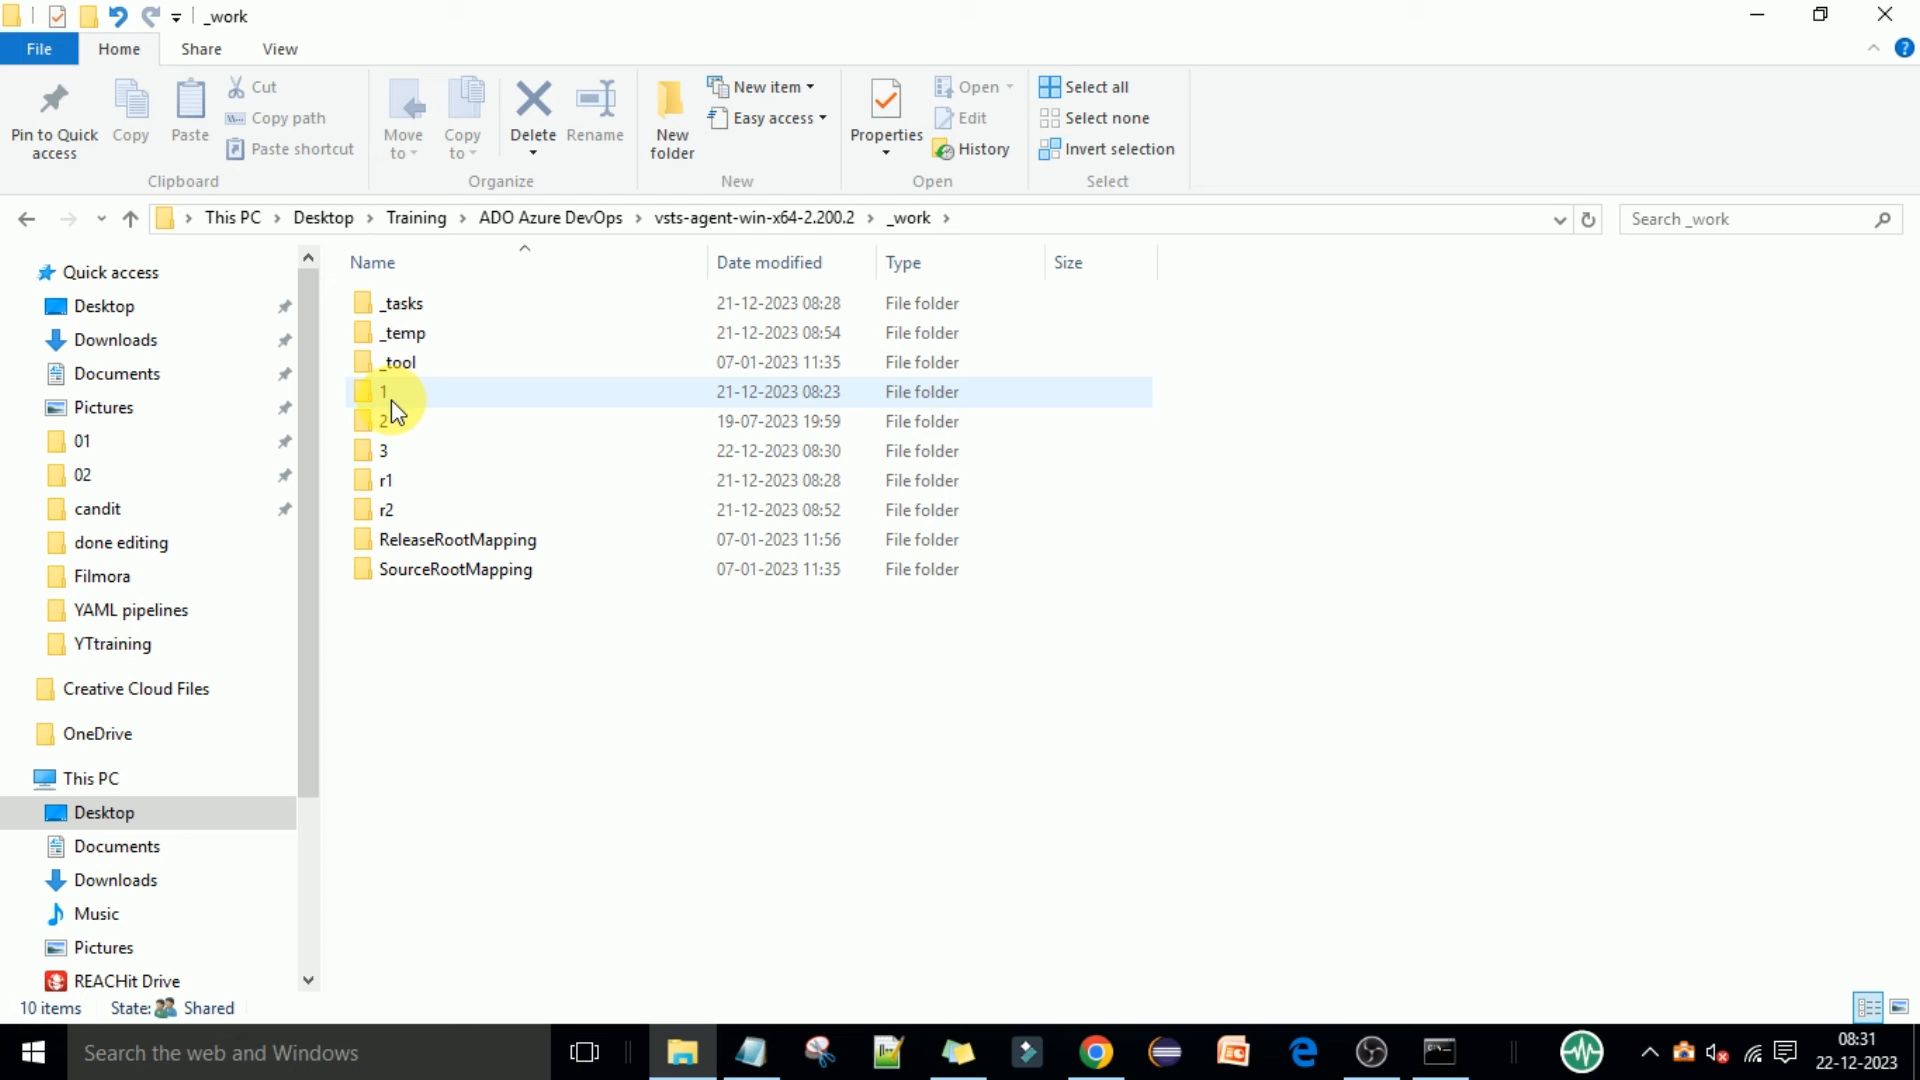 _work
File
Home
Share
View
Pin to Quick access
Copy
Paste
Cut
Copy path
Paste shortcut
Clipboard
Move to
Copy to
Delete
Rename
Organize
New folder
New item
Easy access
New
Properties
Open
Edit
History
Open
Select all
Select none
Invert selection
Select
This PC > Desktop > Training > ADO Azure DevOps > vsts-agent-win-x64-2.200.2 > _work >
Search _work
Name Date modified Type Size
_tasks 21-12-2023 08:28 File folder
_temp 21-12-2023 08:54 File folder
_tool 07-01-2023 11:35 File folder
1 21-12-2023 08:23 File folder
2 19-07-2023 19:59 File folder
3 22-12-2023 08:30 File folder
r1 21-12-2023 08:28 File folder
r2 21-12-2023 08:52 File folder
ReleaseRootMapping 07-01-2023 11:56 File folder
SourceRootMapping 07-01-2023 11:35 File folder
Quick access
Desktop
Downloads
Documents
Pictures
01
02
candit
done editing
Filmora
YAML pipelines
YTtraining
Creative Cloud Files
OneDrive
This PC
Desktop
Documents
Downloads
Music
Pictures
REACHit Drive
10 items State: Shared
Search the web and Windows
08:31
22-12-2023